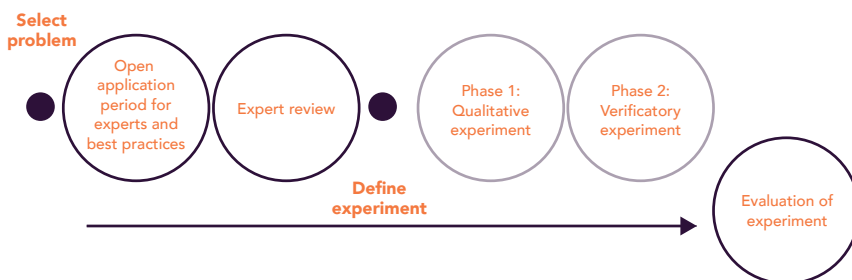 Select
problem
Open
application
period for
experts and
best practices
Expert review
Phase 1:
Qualitative
experiment
Phase 2:
Verificatory
experiment
Define
experiment
Evaluation of
experiment